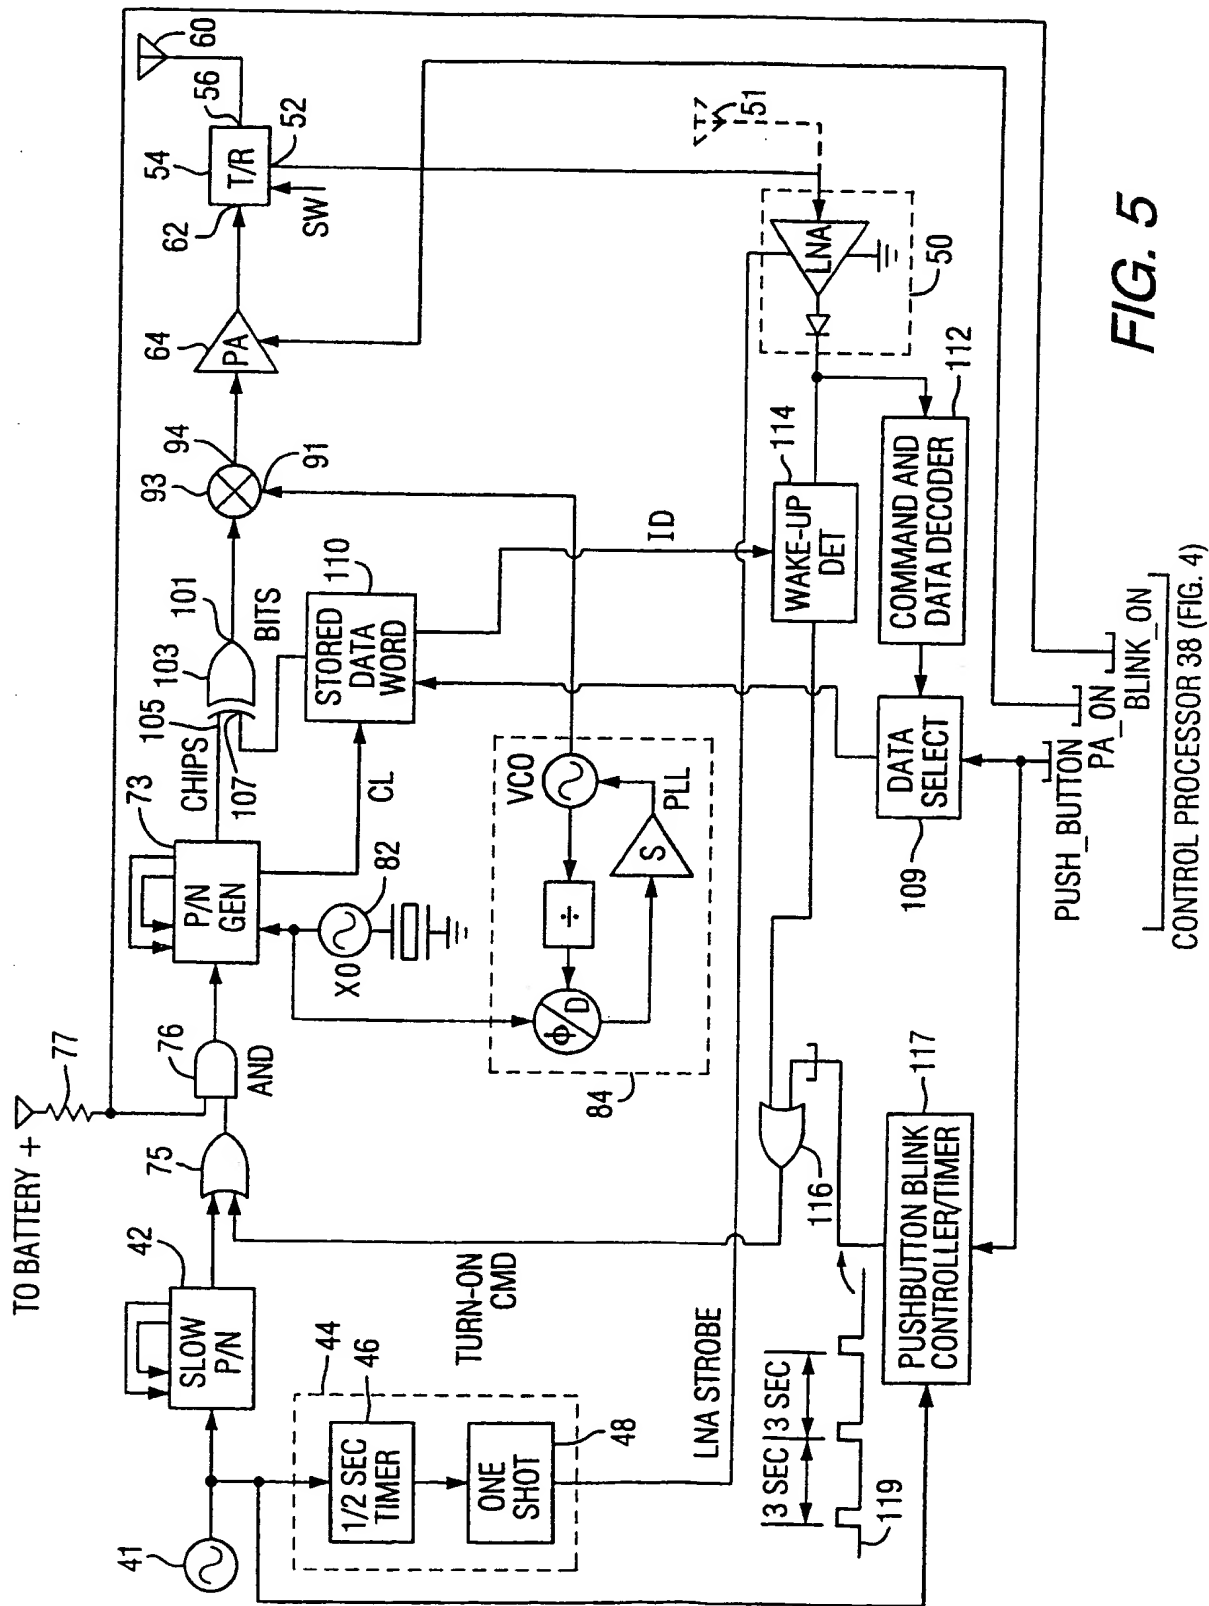 TO BATTERY +
77
41
42
SLOW
P/N
75
76
AND
73
P/N
GEN
CHIPS
105
107
103
101
BITS
93
94
91
64
PA
62
54
T/R
56
52
60
SW
44
46
1/2 SEC
TIMER
ONE
SHOT
48
TURN-ON
CMD
XO
82
CL
STORED
DATA
WORD
110
ID
VCO
÷
ϕ
D
S
PLL
84
51
LNA
50
LNA STROBE
116
WAKE-UP
DET
114
COMMAND AND
DATA DECODER
112
DATA
SELECT
109
3 SEC
3 SEC
119
PUSHBUTTON BLINK
CONTROLLER/TIMER
117
PUSH_BUTTON
PA_ON
BLINK_ON
CONTROL PROCESSOR 38 (FIG. 4)
FIG. 5